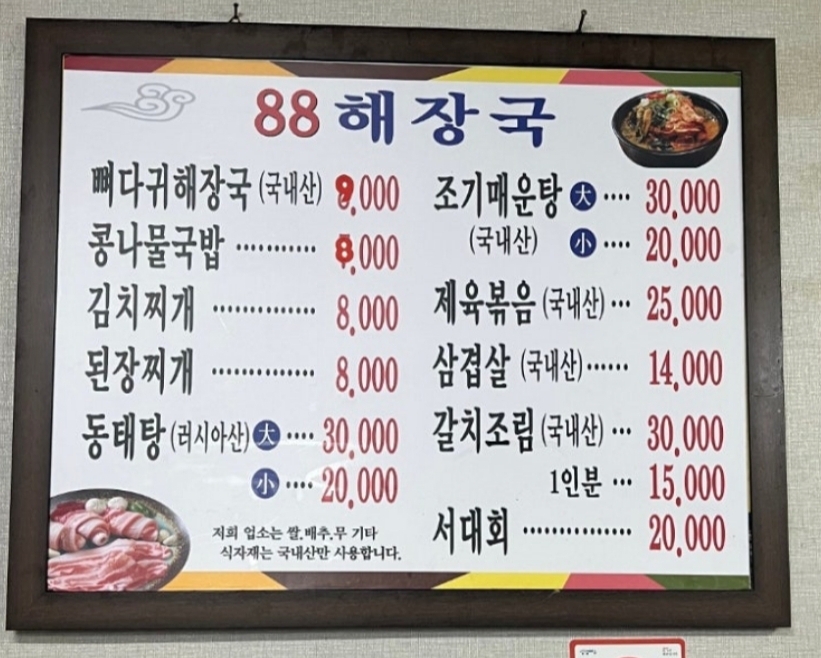 88 해장국
뼈다귀해장국 (국내산) 9,000
콩나물국밥 ············ 8,000
김치찌개 ·············· 8,000
된장찌개 ·············· 8,000
동태탕 (러시아산) 大 ···· 30,000
小 ···· 20,000
저희 업소는 쌀,배추,무 기타
식자재는 국내산만 사용합니다.
조기매운탕 大 ···· 30,000
(국내산) 小 ···· 20,000
제육볶음 (국내산) ··· 25,000
삼겹살 (국내산) ······ 14,000
갈치조림 (국내산) ··· 30,000
1인분 ··· 15,000
서대회 ················ 20,000